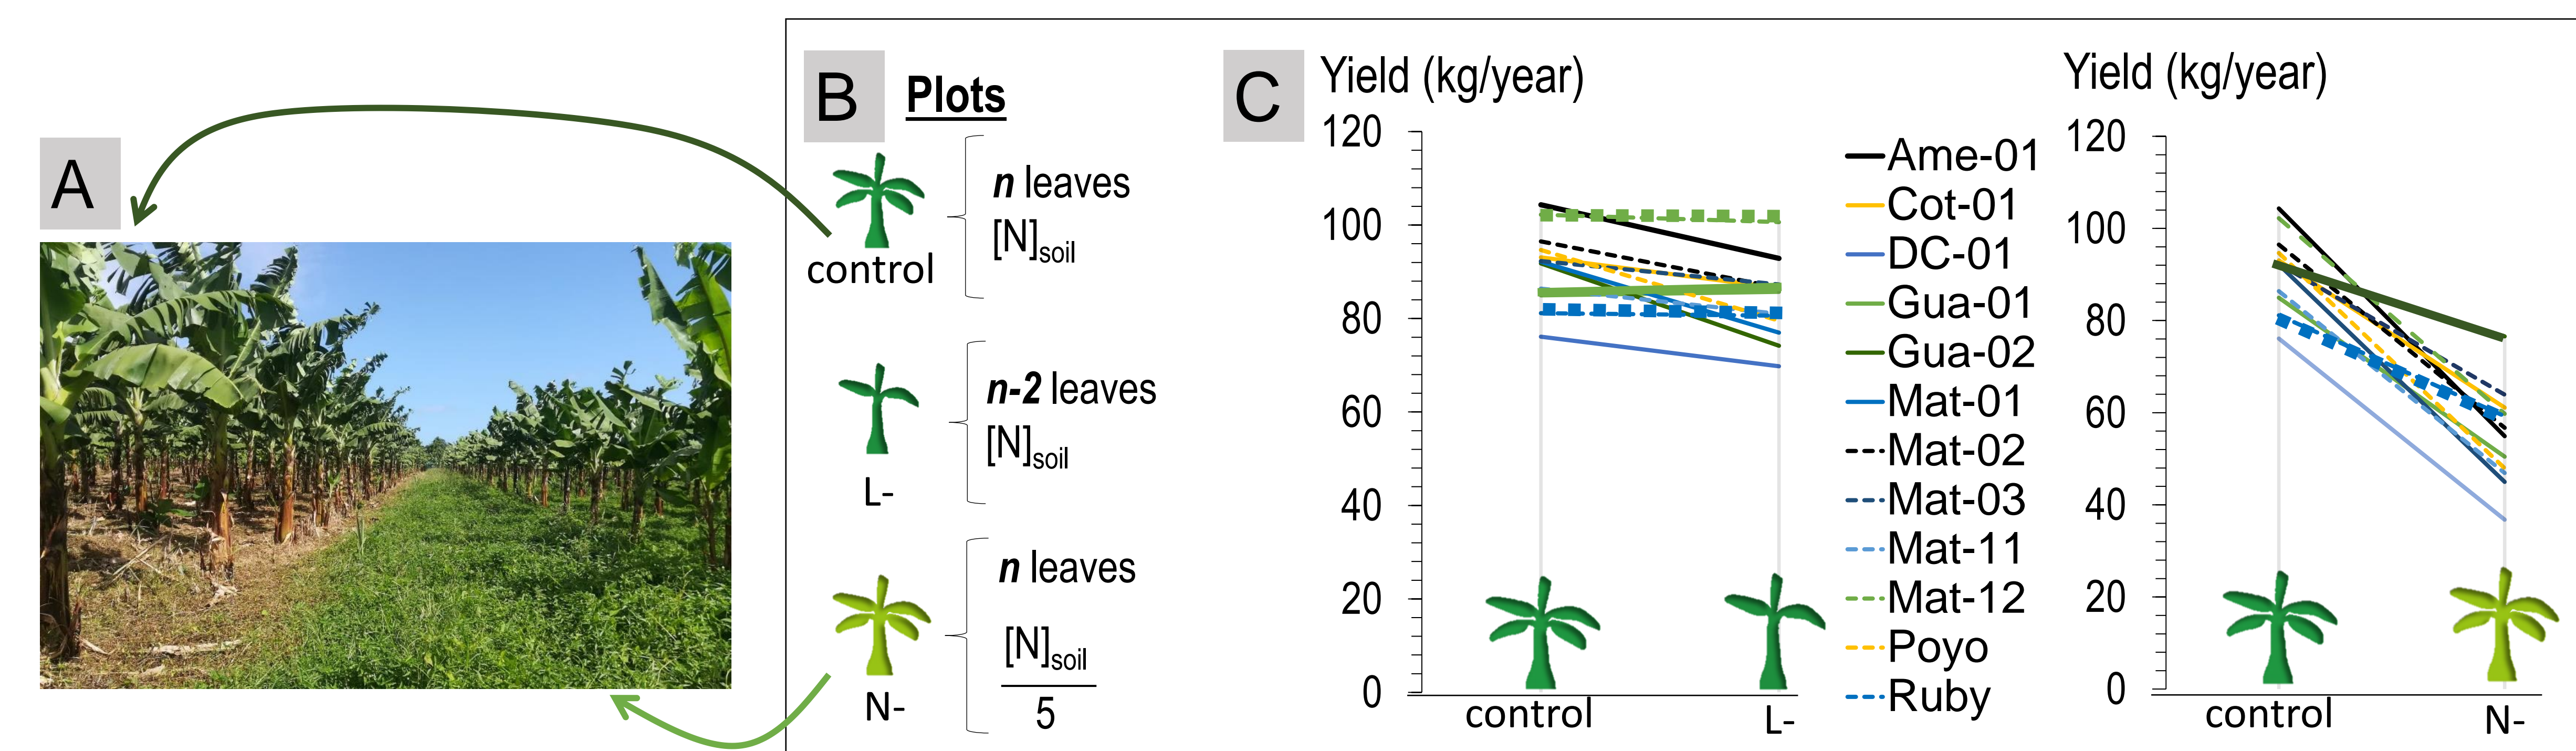 A
B
Plots
n leaves
[N]soil
control
n-2 leaves
[N]soil
L-
n leaves
[N]soil
5
N-
C
Yield (kg/year)
120
100
80
60
40
20
0
control
L-
Ame-01
Cot-01
DC-01
Gua-01
Gua-02
Mat-01
Mat-02
Mat-03
Mat-11
Mat-12
Poyo
Ruby
Yield (kg/year)
120
100
80
60
40
20
0
control
N-